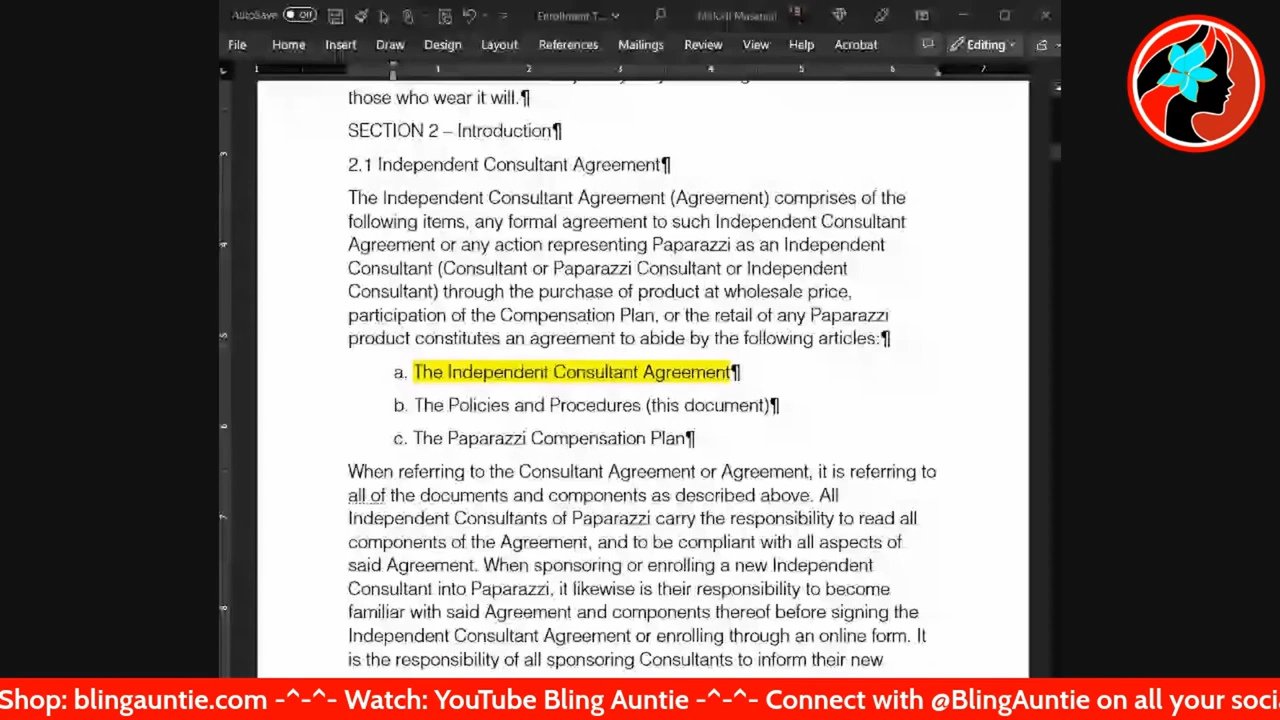 AutoSave Off Enrollment T...
File Home Insert Draw Design Layout References Mailings Review View Help Acrobat Editing
1 1 2 3 4 5 6 7
those who wear it will.¶
SECTION 2 – Introduction¶
2.1 Independent Consultant Agreement¶
The Independent Consultant Agreement (Agreement) comprises of the
following items, any formal agreement to such Independent Consultant
Agreement or any action representing Paparazzi as an Independent
Consultant (Consultant or Paparazzi Consultant or Independent
Consultant) through the purchase of product at wholesale price,
participation of the Compensation Plan, or the retail of any Paparazzi
product constitutes an agreement to abide by the following articles:¶
a. The Independent Consultant Agreement¶
b. The Policies and Procedures (this document)¶
c. The Paparazzi Compensation Plan¶
When referring to the Consultant Agreement or Agreement, it is referring to
all of the documents and components as described above. All
Independent Consultants of Paparazzi carry the responsibility to read all
components of the Agreement, and to be compliant with all aspects of
said Agreement. When sponsoring or enrolling a new Independent
Consultant into Paparazzi, it likewise is their responsibility to become
familiar with said Agreement and components thereof before signing the
Independent Consultant Agreement or enrolling through an online form. It
is the responsibility of all sponsoring Consultants to inform their new
Shop: blingauntie.com -^-^- Watch: YouTube Bling Auntie -^-^- Connect with @BlingAuntie on all your soci